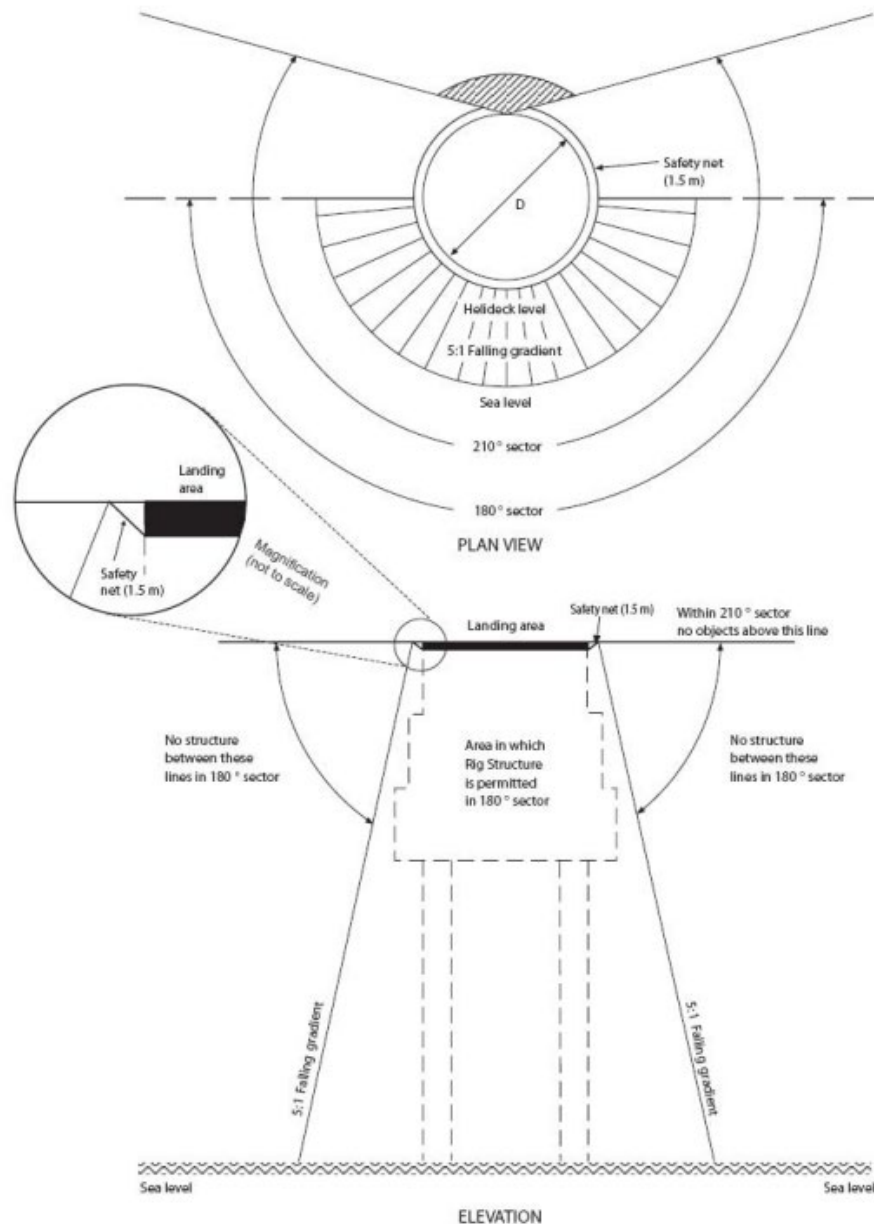 Safety net
(1.5 m)
D
Helideck level
5:1 Falling gradient
Sea level
210° sector
180° sector
PLAN VIEW
Landing
area
Safety
net (1.5 m)
Magnification
(not to scale)
Landing area
Safety net (1.5 m)
Within 210° sector
no objects above this line
No structure
between these
lines in 180° sector
Area in which
Rig Structure
is permitted
in 180° sector
No structure
between these
lines in 180° sector
5:1 Falling gradient
5:1 Falling gradient
Sea level
Sea level
ELEVATION